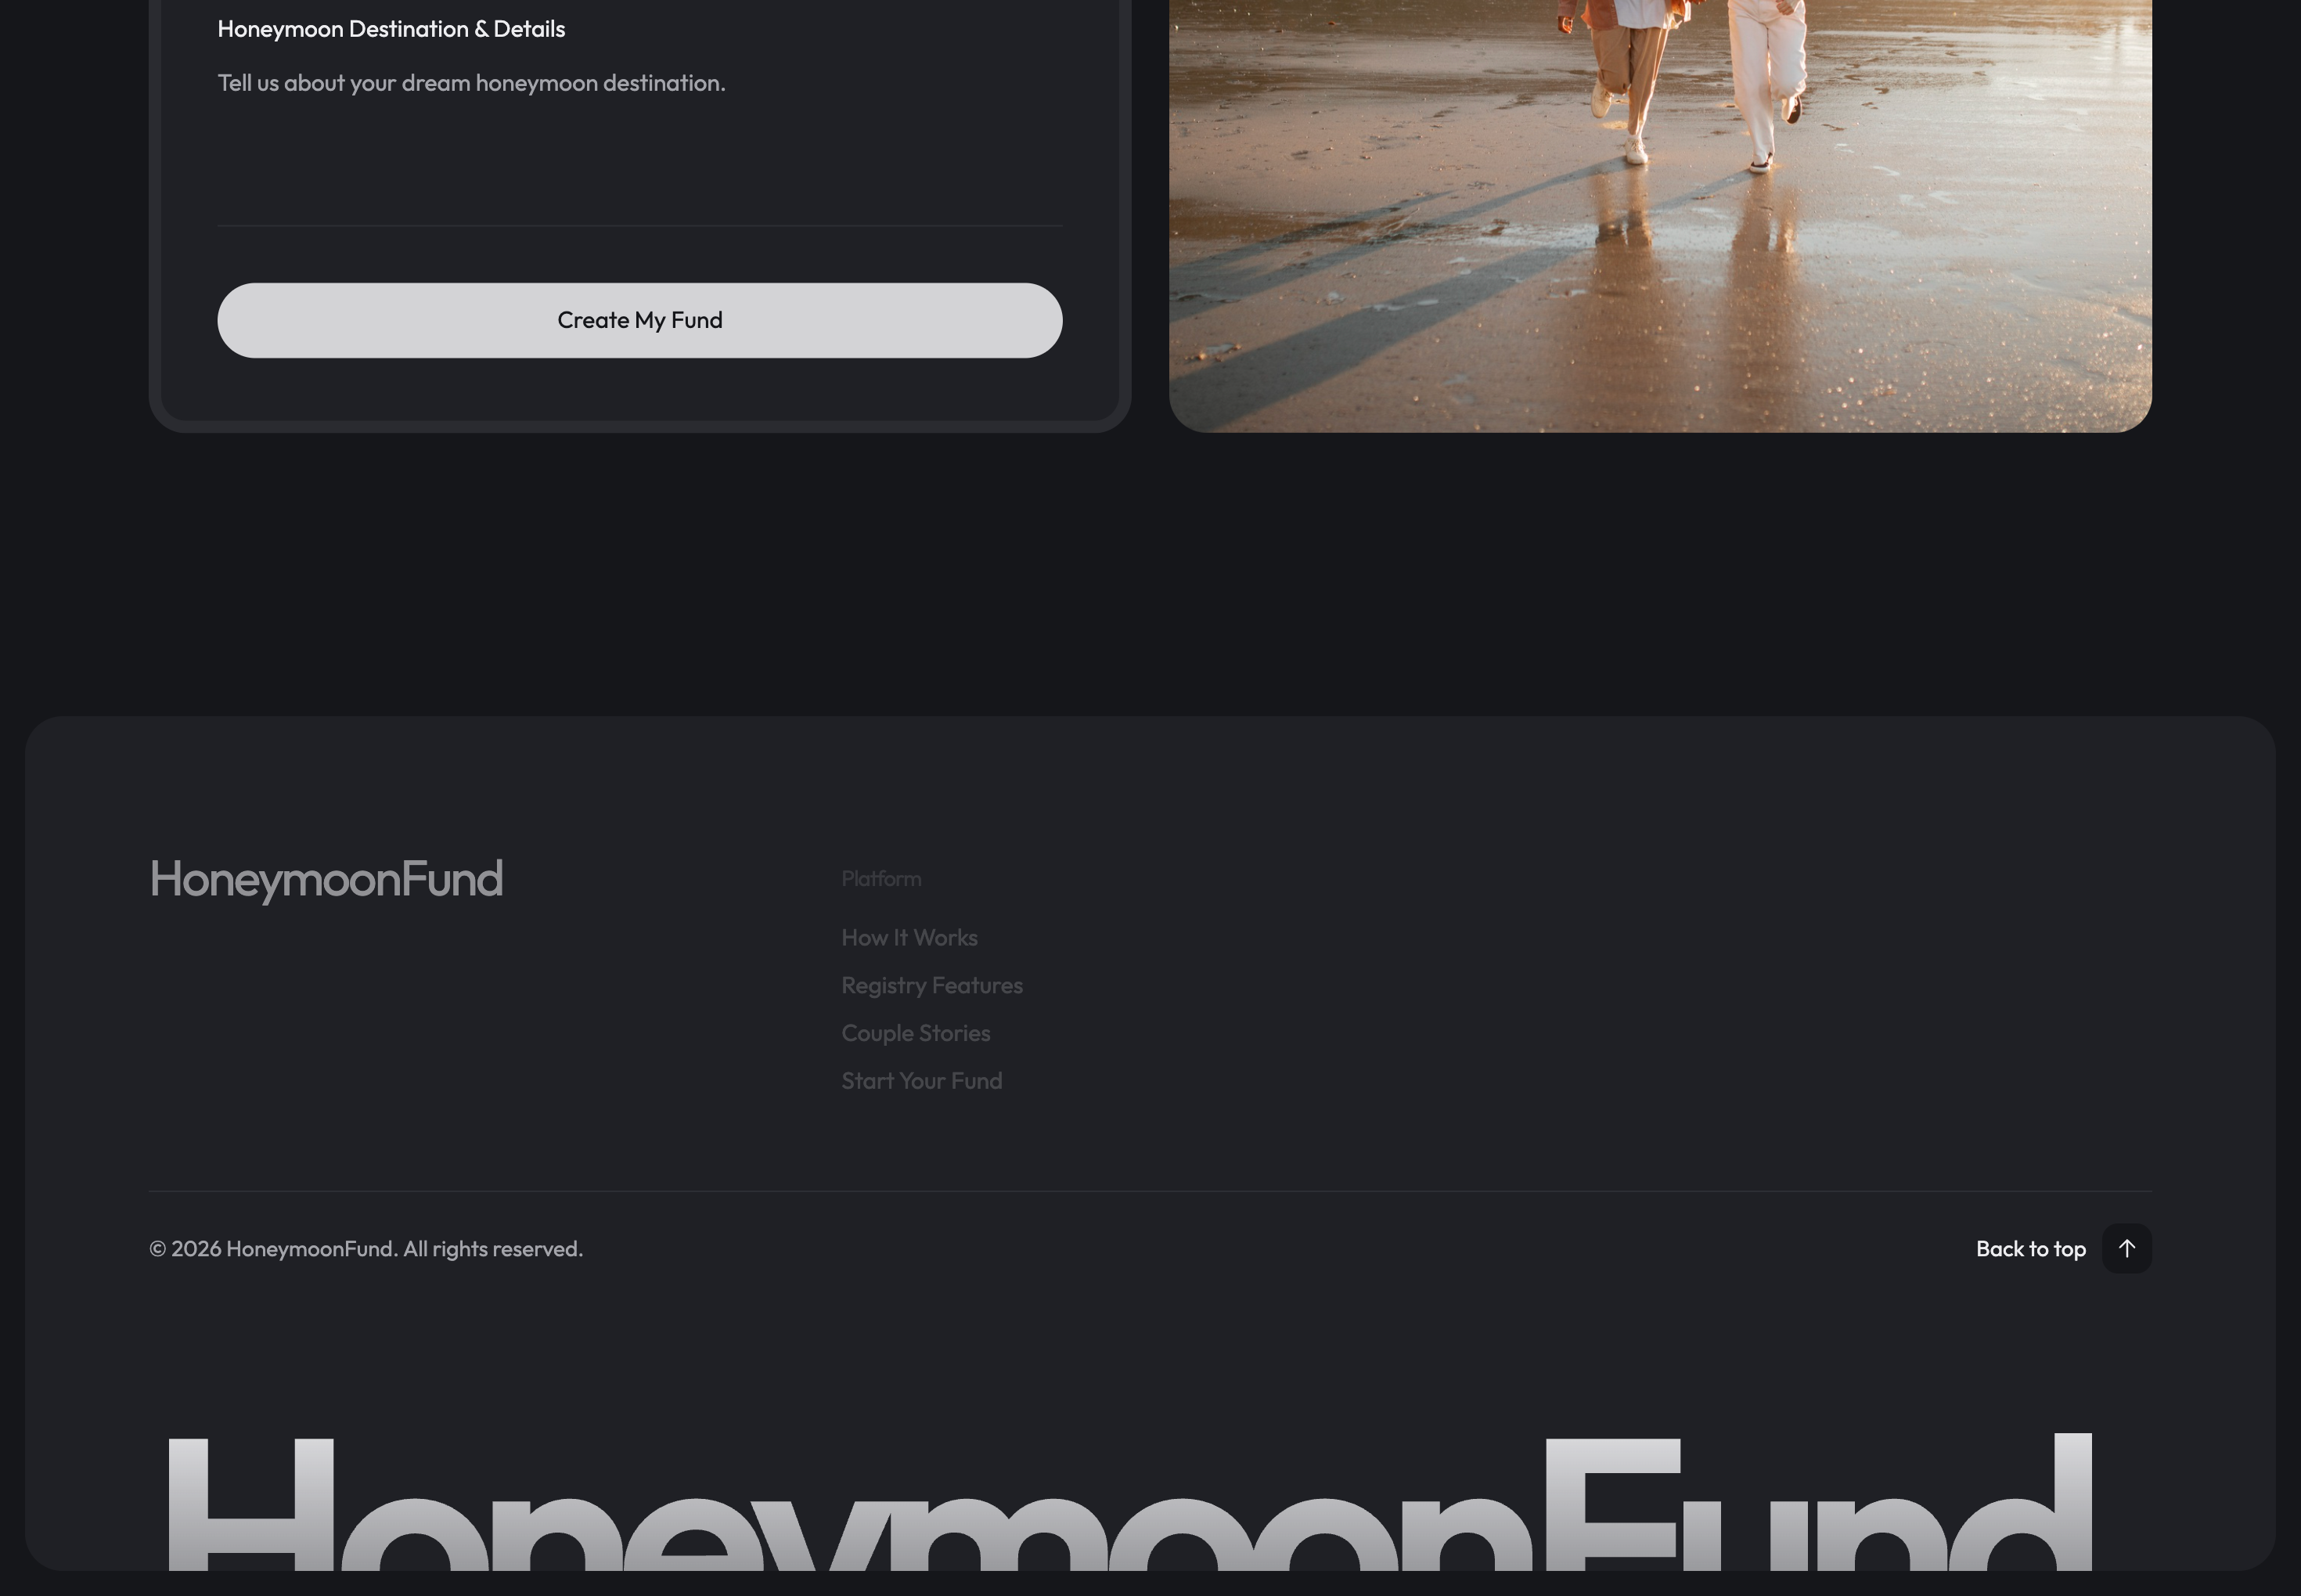 Honeymoon Destination & Details
Tell us about your dream honeymoon destination.
Create My Fund
HoneymoonFund
Platform
How It Works
Registry Features
Couple Stories
Start Your Fund
© 2026 HoneymoonFund. All rights reserved.
Back to top
HoneymoonFund